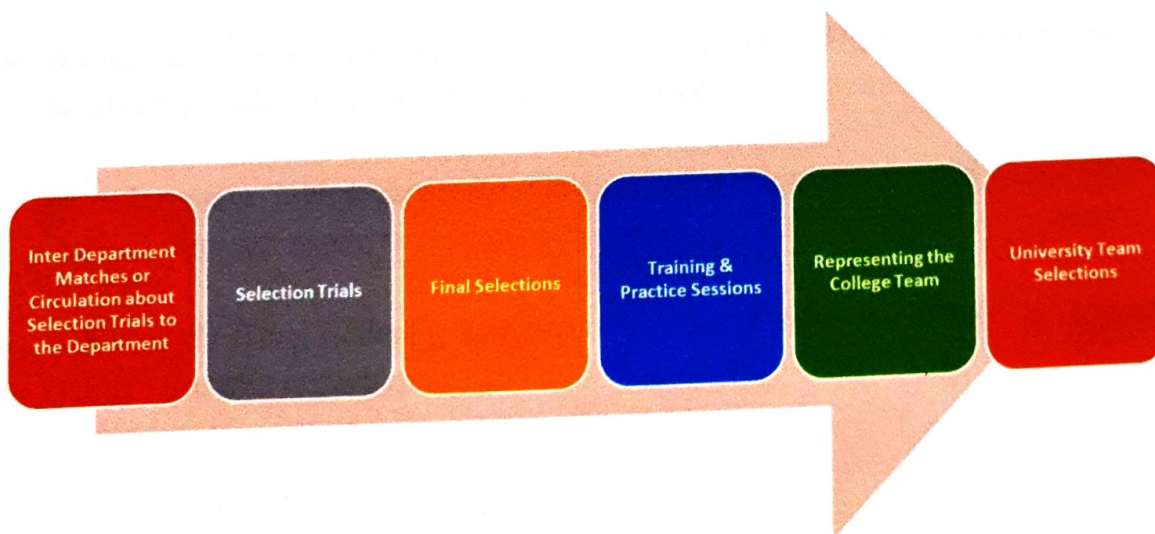 Inter Department
Matches or
Circulation about
Selection Trials to
the Department
Selection Trials
Final Selections
Training &
Practice Sessions
Representing the
College Team
University Team
Selections